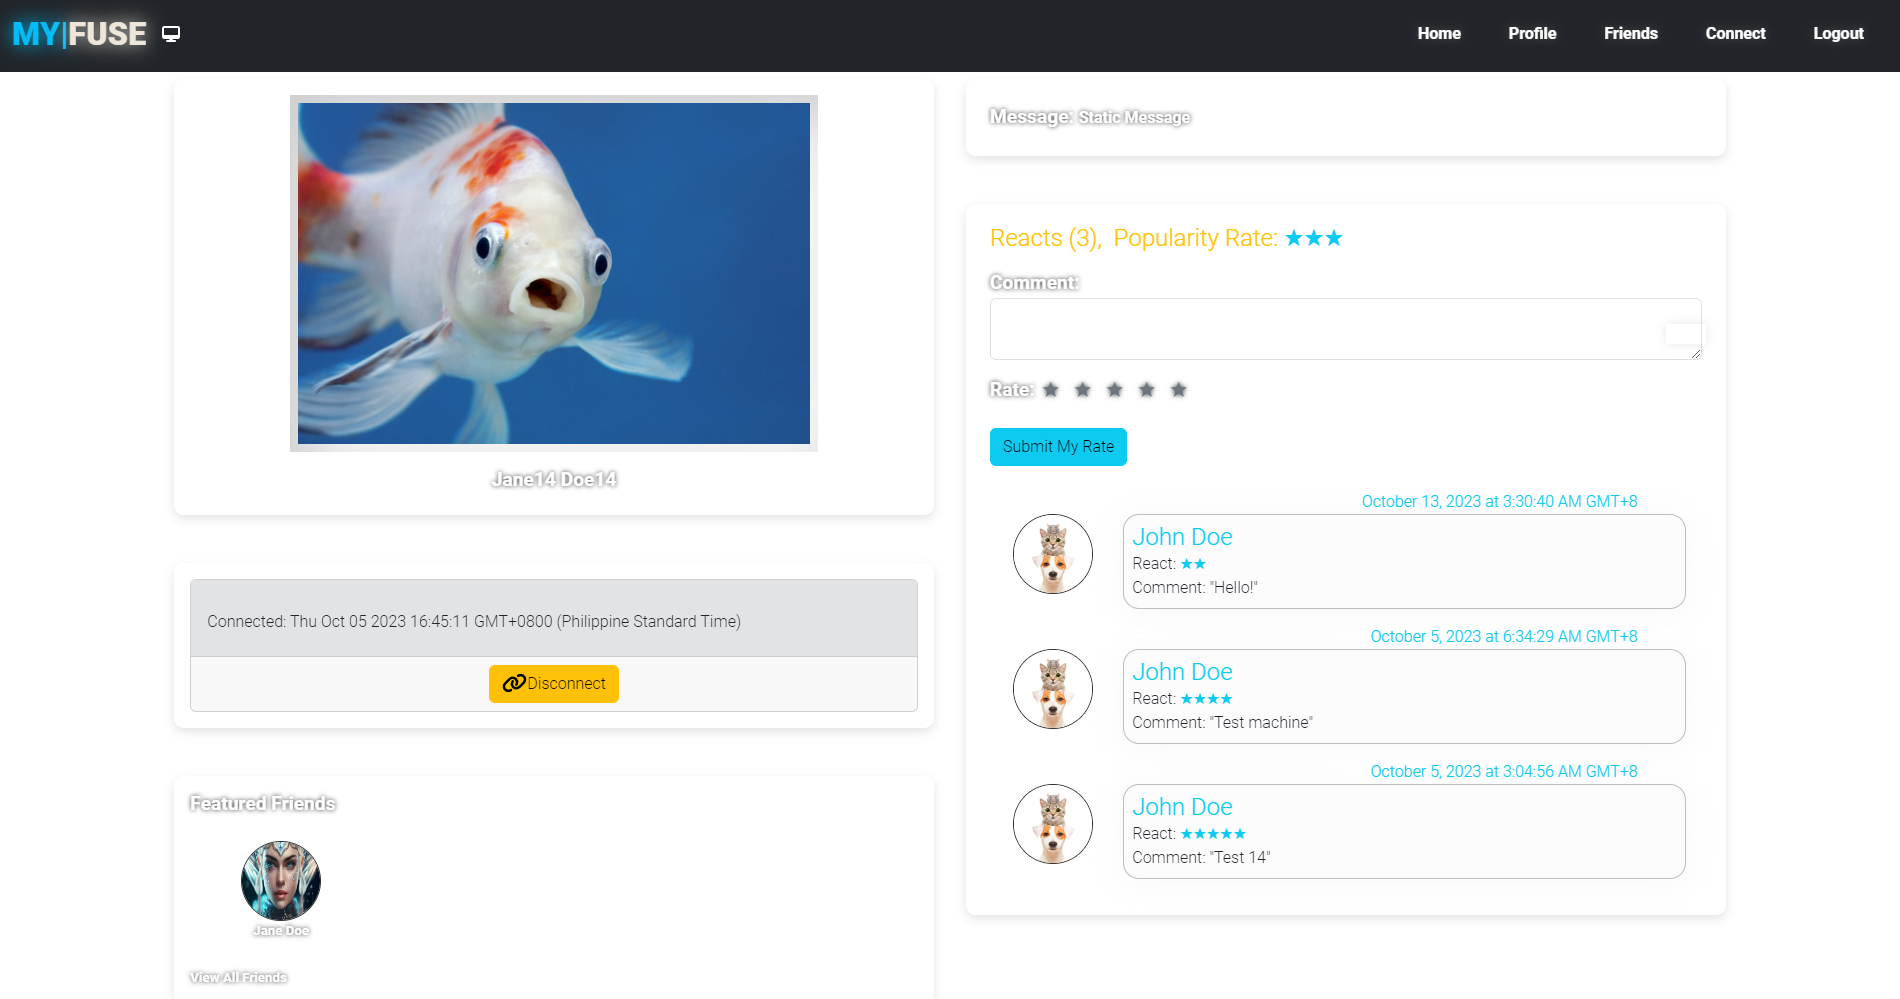 MY|FUSE
Home Profile Friends Connect Logout
Jane14 Doe14
Connected: Thu Oct 05 2023 16:45:11 GMT+0800 (Philippine Standard Time)
Disconnect
Featured Friends
Jane Doe
View All Friends
Message: Static Message
Reacts (3), Popularity Rate: ★★★
Comment:
Rate: ★ ★ ★ ★ ★
Submit My Rate
October 13, 2023 at 3:30:40 AM GMT+8
John Doe
React: ★★
Comment: "Hello!"
October 5, 2023 at 6:34:29 AM GMT+8
John Doe
React: ★★★★
Comment: "Test machine"
October 5, 2023 at 3:04:56 AM GMT+8
John Doe
React: ★★★★★
Comment: "Test 14"